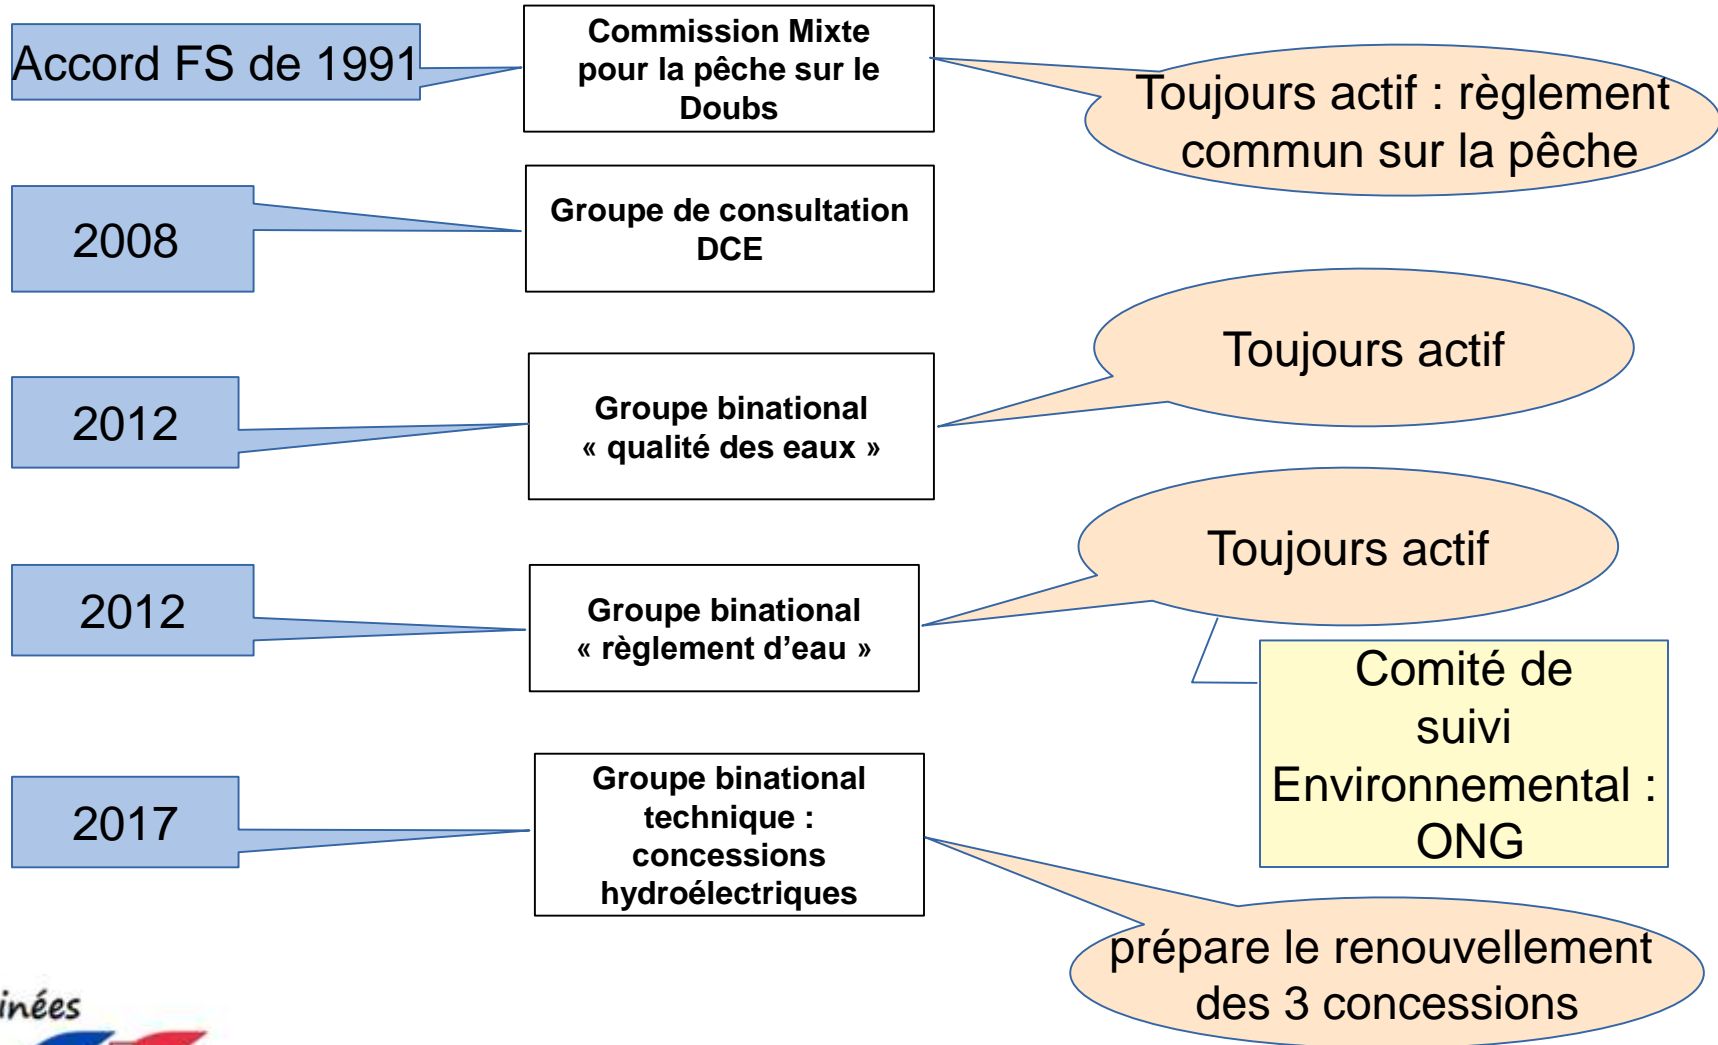 Accord FS de 1991
Commission Mixte
pour la pêche sur le
Doubs
Toujours actif : règlement
commun sur la pêche
2008
Groupe de consultation
DCE
2012
Groupe binational
« qualité des eaux »
Toujours actif
2012
Groupe binational
« règlement d’eau »
Toujours actif
Comité de
suivi
Environnemental :
ONG
2017
Groupe binational
technique :
concessions
hydroélectriques
prépare le renouvellement
des 3 concessions
inées